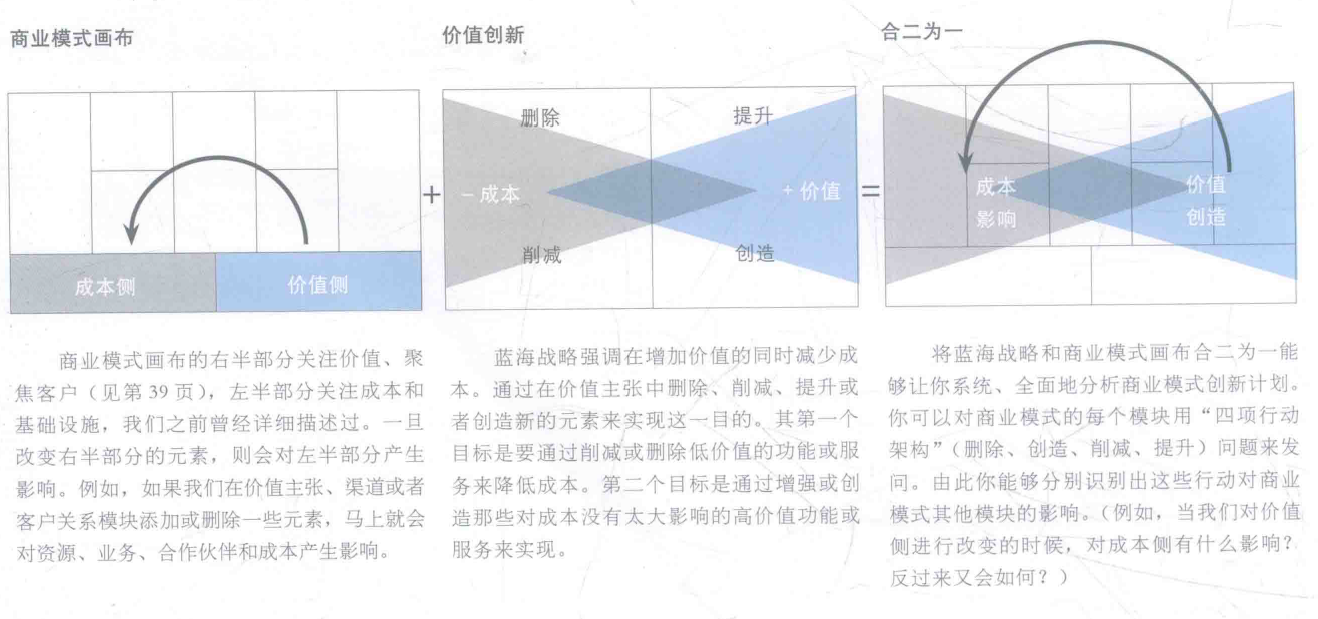 商业模式画布
成本侧
价值侧
商业模式画布的右半部分关注价值、聚
焦客户（见第 39 页），左半部分关注成本和
基础设施，我们之前曾经详细描述过。一旦
改变右半部分的元素，则会对左半部分产生
影响。例如，如果我们在价值主张、渠道或者
客户关系模块添加或删除一些元素，马上就会
对资源、业务、合作伙伴和成本产生影响。
+
价值创新
删除
提升
− 成本
+ 价值
削减
创造
蓝海战略强调在增加价值的同时减少成
本。通过在价值主张中删除、削减、提升或
者创造新的元素来实现这一目的。其第一个
目标是要通过削减或删除低价值的功能或服
务来降低成本。第二个目标是通过增强或创
造那些对成本没有太大影响的高价值功能或
服务来实现。
=
合二为一
成本
影响
价值
创造
将蓝海战略和商业模式画布合二为一能
够让你系统、全面地分析商业模式创新计划。
你可以对商业模式的每个模块用“四项行动
架构”（删除、创造、削减、提升）问题来发
问。由此你能够分别识别出这些行动对商业
模式其他模块的影响。（例如，当我们对价值
侧进行改变的时候，对成本侧有什么影响？
反过来又会如何？）